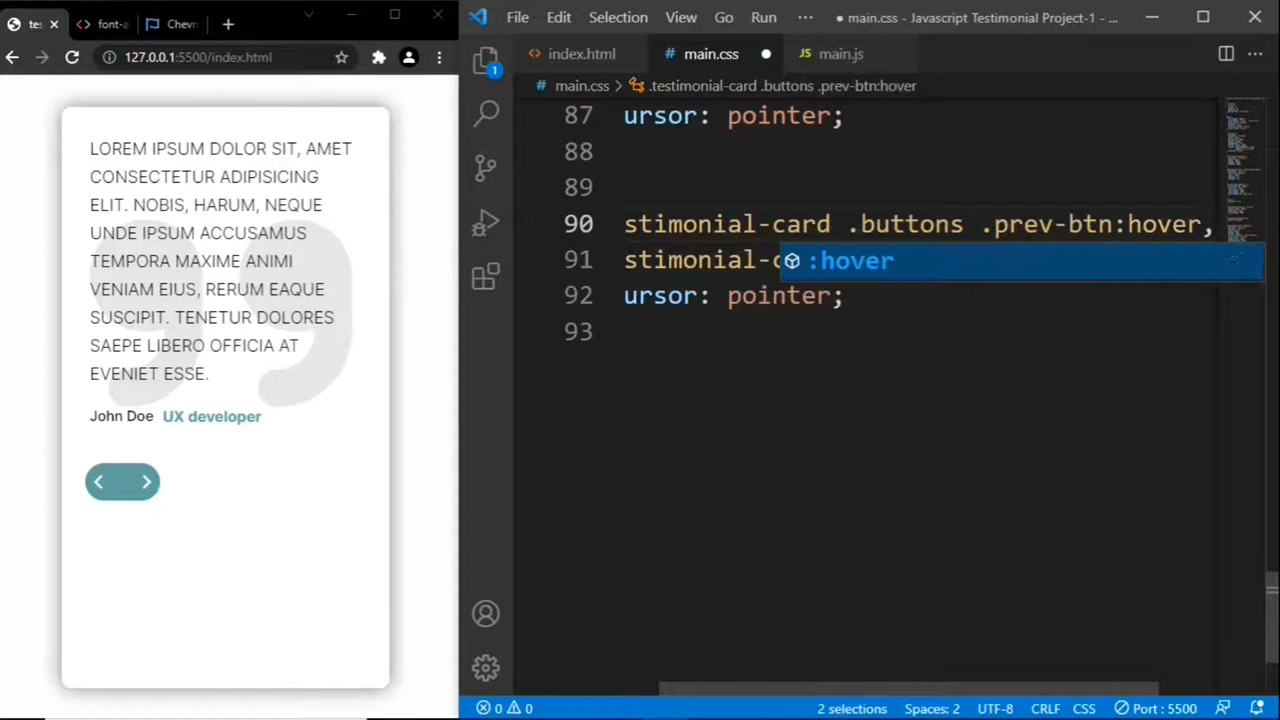 tes
font-a
Chevr
File Edit Selection View Go Run ··· ● main.css - Javascript Testimonial Project-1 - ...
127.0.0.1:5500/index.html
index.html
# main.css ●
JS main.js
# main.css > .testimonial-card .buttons .prev-btn:hover
1
87 ursor: pointer;
88
89
90 stimonial-card .buttons .prev-btn:hover,
91 stimonial-c
:hover
92 ursor: pointer;
93
LOREM IPSUM DOLOR SIT, AMET
CONSECTETUR ADIPISICING
ELIT. NOBIS, HARUM, NEQUE
UNDE IPSUM ACCUSAMUS
TEMPORA MAXIME ANIMI
VENIAM EIUS, RERUM EAQUE
SUSCIPIT. TENETUR DOLORES
SAEPE LIBERO OFFICIA AT
EVENIET ESSE.
John Doe UX developer
0 0 2 selections Spaces: 2 UTF-8 CRLF CSS Port : 5500